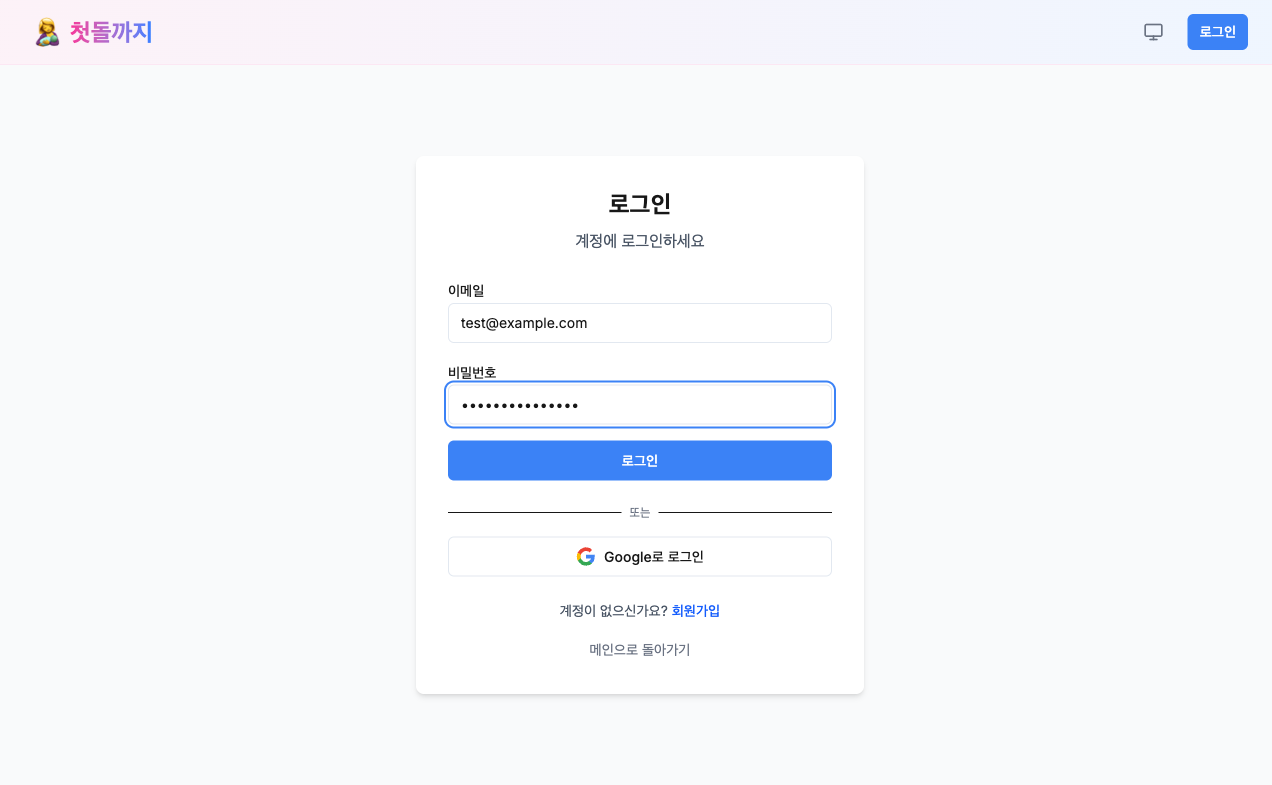 첫돌까지
로그인
로그인
계정에 로그인하세요
이메일
test@example.com
비밀번호
•••••••••••••••
로그인
또는
Google로 로그인
계정이 없으신가요? 회원가입
메인으로 돌아가기